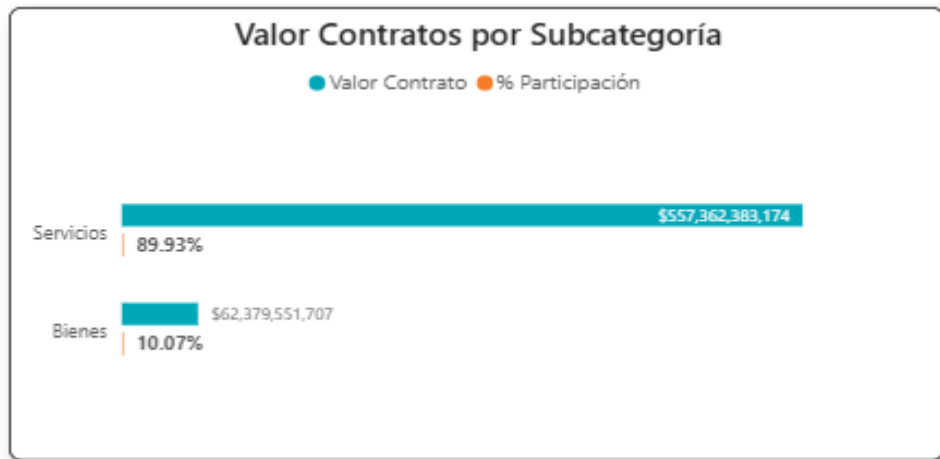 Valor Contratos por Subcategoría
Valor Contrato % Participación
Servicios
$557,362,383,174
89.93%
Bienes
$62,379,551,707
10.07%